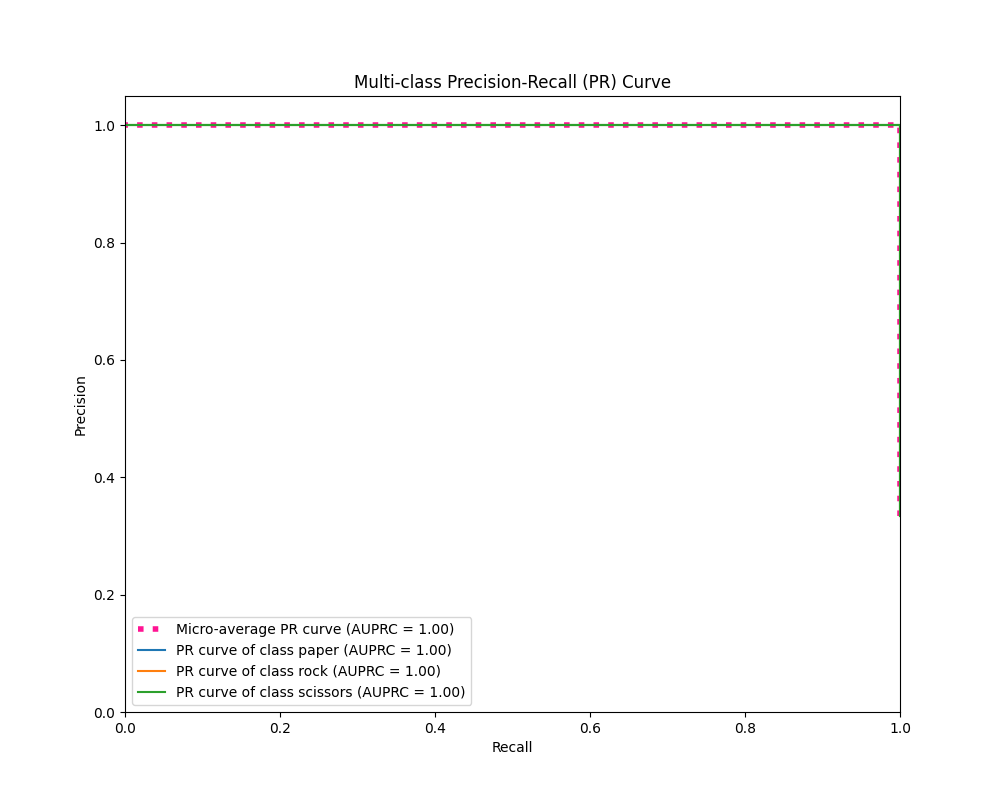 Multi-class Precision-Recall (PR) Curve
1.0
0.8
0.6
0.4
0.2
0.0
Precision
Micro-average PR curve (AUPRC = 1.00)
PR curve of class paper (AUPRC = 1.00)
PR curve of class rock (AUPRC = 1.00)
PR curve of class scissors (AUPRC = 1.00)
0.0 0.2 0.4 0.6 0.8 1.0
Recall